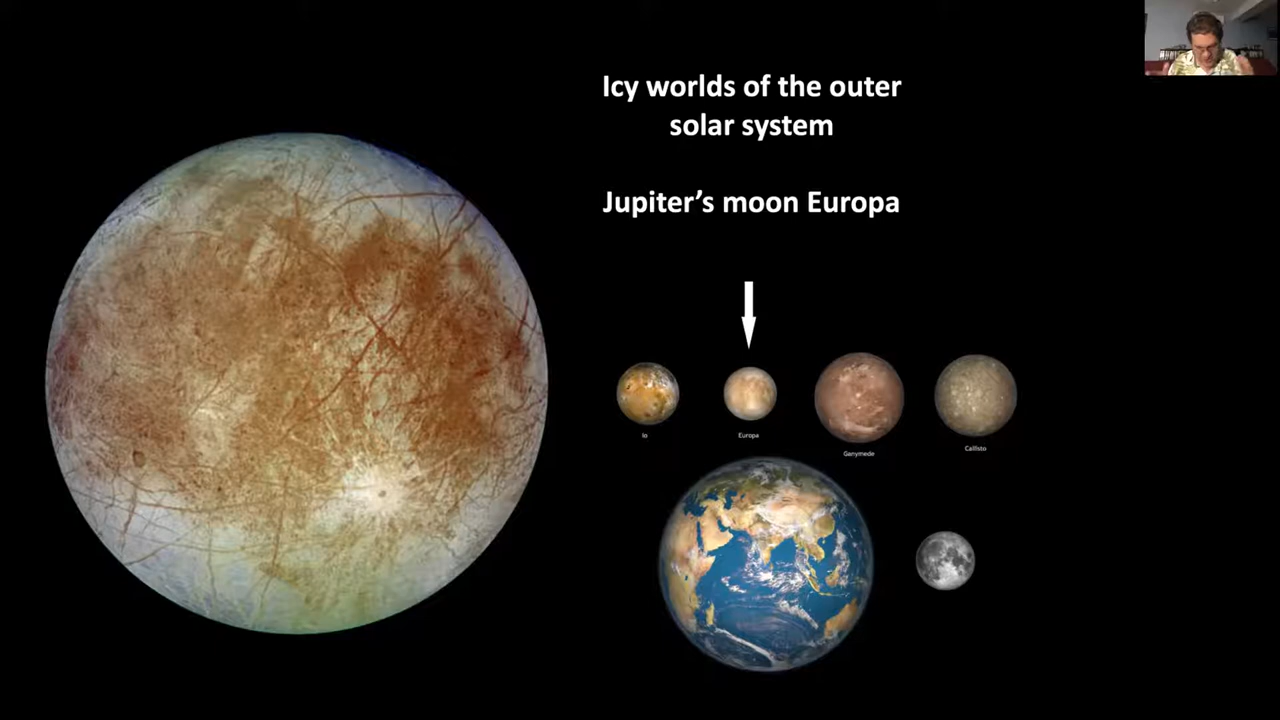 Icy worlds of the outer
solar system
Jupiter’s moon Europa
Io
Europa
Ganymede
Callisto